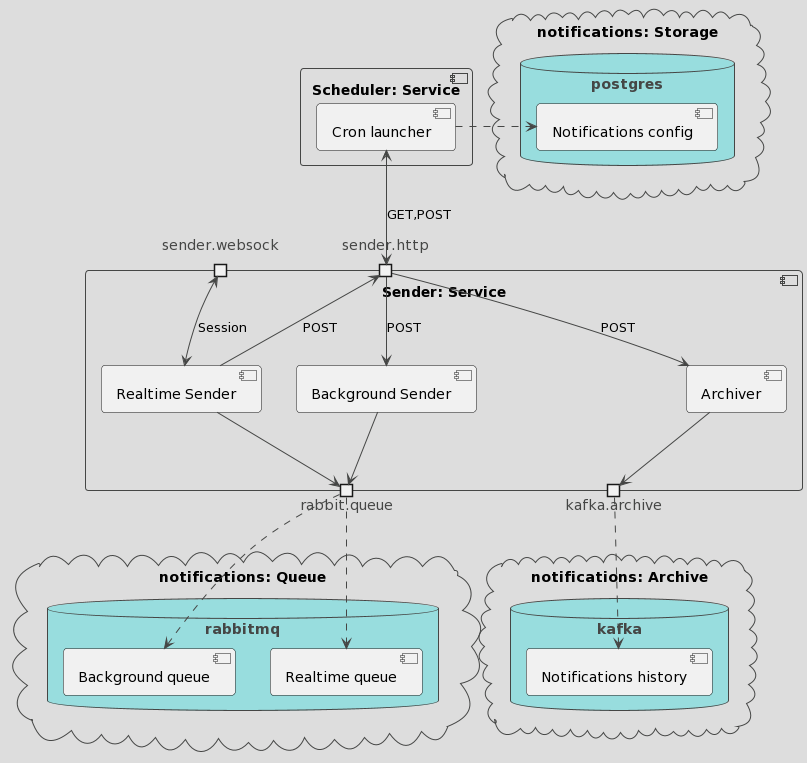 notifications: Storage
postgres
Notifications config
Scheduler: Service
Cron launcher
GET,POST
sender.websock
sender.http
Sender: Service
Session
POST
POST
POST
Realtime Sender
Background Sender
Archiver
rabbit.queue
kafka.archive
notifications: Queue
rabbitmq
Background queue
Realtime queue
notifications: Archive
kafka
Notifications history